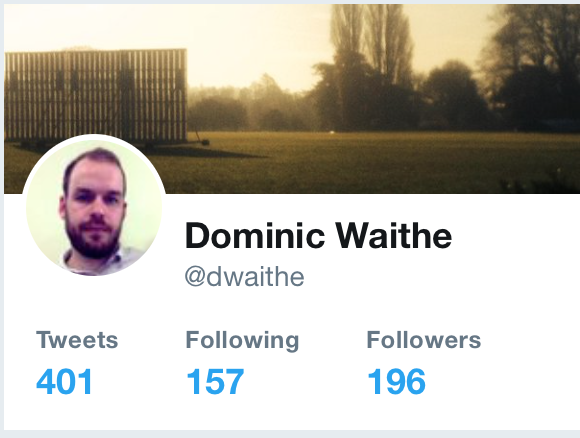 Dominic Waithe
@dwaithe
Tweets Following Followers
401 157 196